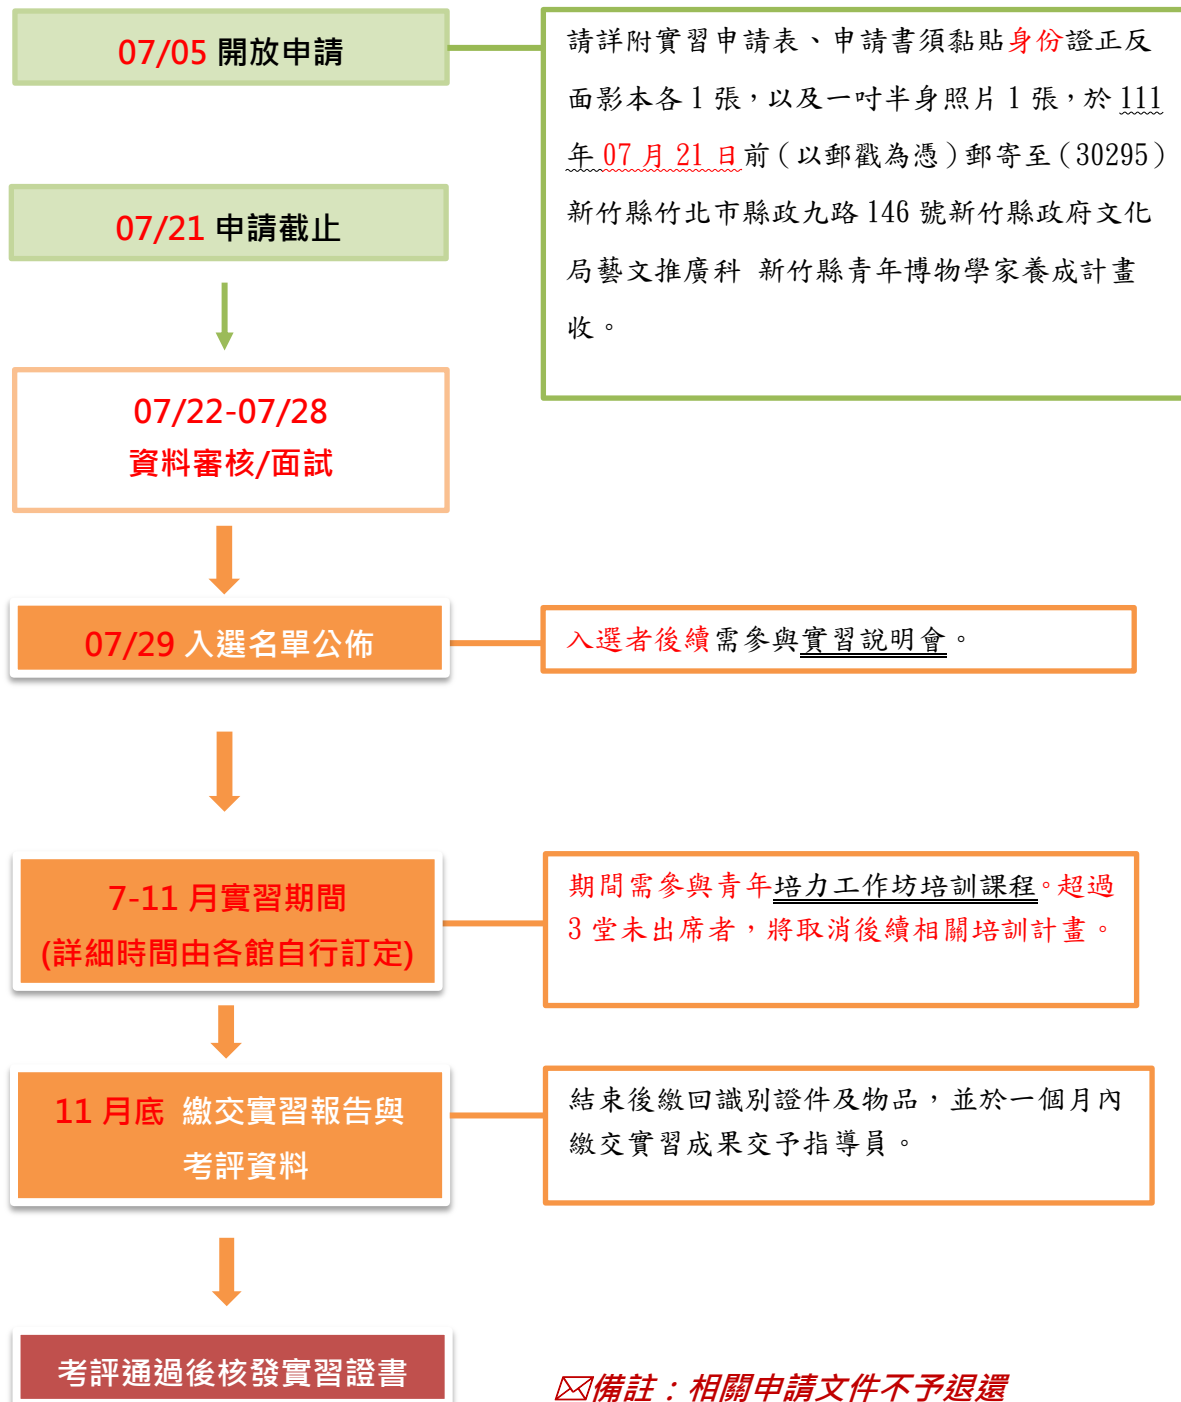 07/05 開放申請
請詳附實習申請表、申請書須黏貼身份證正反
面影本各 1 張，以及一吋半身照片 1 張，於 111
年 07 月 21 日前（以郵戳為憑）郵寄至（30295）
新竹縣竹北市縣政九路 146 號新竹縣政府文化
局藝文推廣科 新竹縣青年博物學家養成計畫
收。
07/21 申請截止
07/22-07/28
資料審核/面試
07/29 入選名單公佈
入選者後續需參與實習說明會。
7-11 月實習期間
(詳細時間由各館自行訂定)
期間需參與青年培力工作坊培訓課程。超過
3 堂未出席者，將取消後續相關培訓計畫。
11 月底 繳交實習報告與
考評資料
結束後繳回識別證件及物品，並於一個月內
繳交實習成果交予指導員。
考評通過後核發實習證書
備註：相關申請文件不予退還